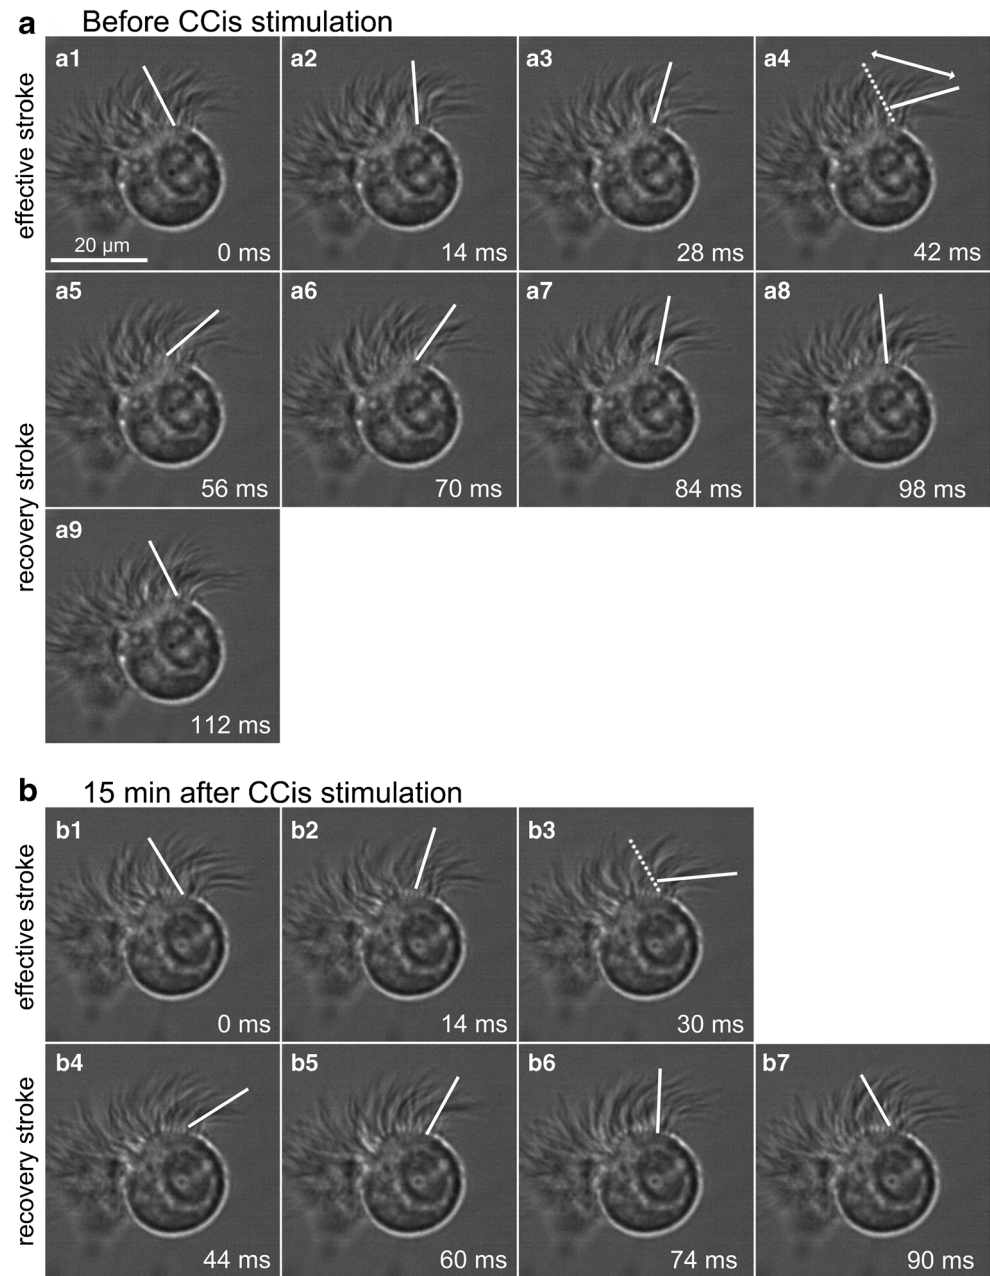 a Before CCis stimulation
effective stroke
a1
20 µm
0 ms
a2
14 ms
a3
28 ms
a4
42 ms
recovery stroke
a5
56 ms
a6
70 ms
a7
84 ms
a8
98 ms
a9
112 ms
b 15 min after CCis stimulation
effective stroke
b1
0 ms
b2
14 ms
b3
30 ms
recovery stroke
b4
44 ms
b5
60 ms
b6
74 ms
b7
90 ms